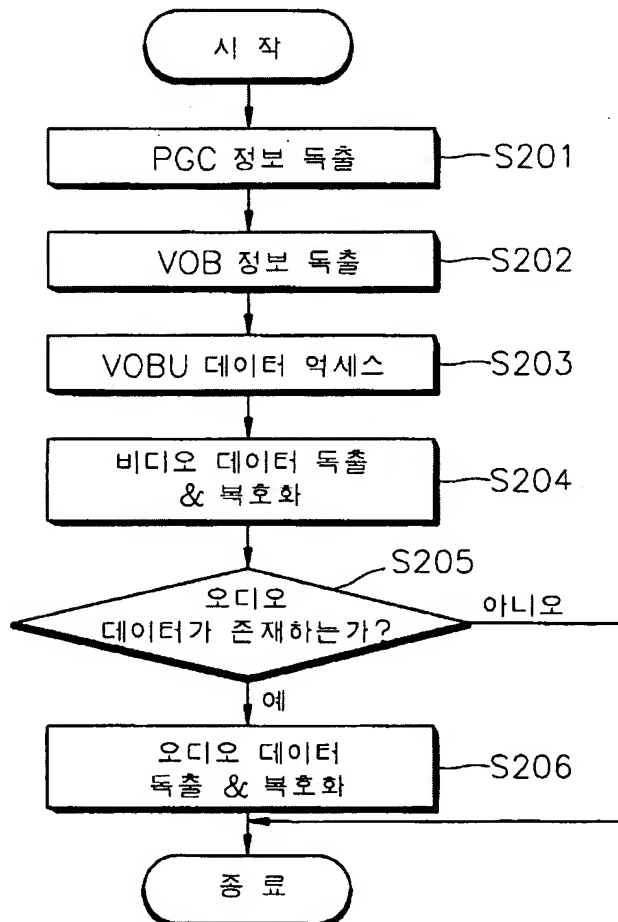 시 작
PGC 정보 독출
S201
VOB 정보 독출
S202
VOBU 데이터 억세스
S203
비디오 데이터 독출
& 복호화
S204
S205
오디오
데이터가 존재하는가?
아니오
예
오디오 데이터
독출 & 복호화
S206
종 료